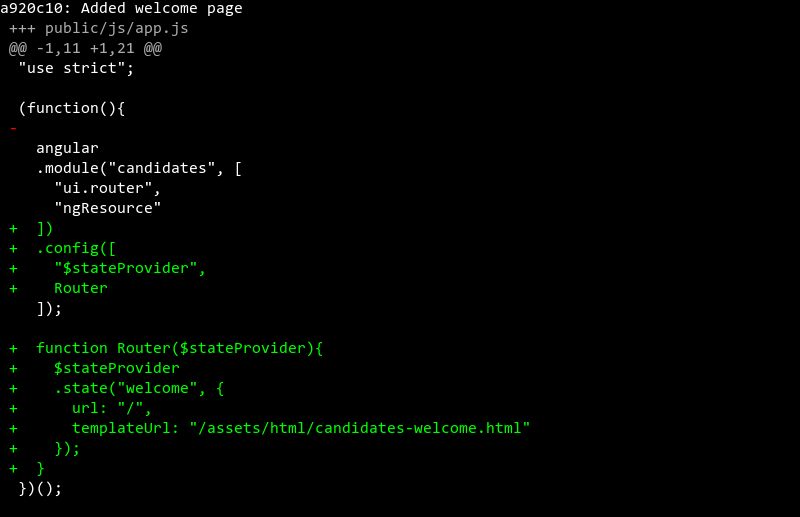 a920c10: Added welcome page
+++ public/js/app.js
@@ -1,11 +1,21 @@
 "use strict";

 (function(){
-
   angular
   .module("candidates", [
     "ui.router",
     "ngResource"
+  ])
+  .config([
+    "$stateProvider",
+    Router
   ]);

+  function Router($stateProvider){
+    $stateProvider
+    .state("welcome", {
+      url: "/",
+      templateUrl: "/assets/html/candidates-welcome.html"
+    });
+  }
 })();